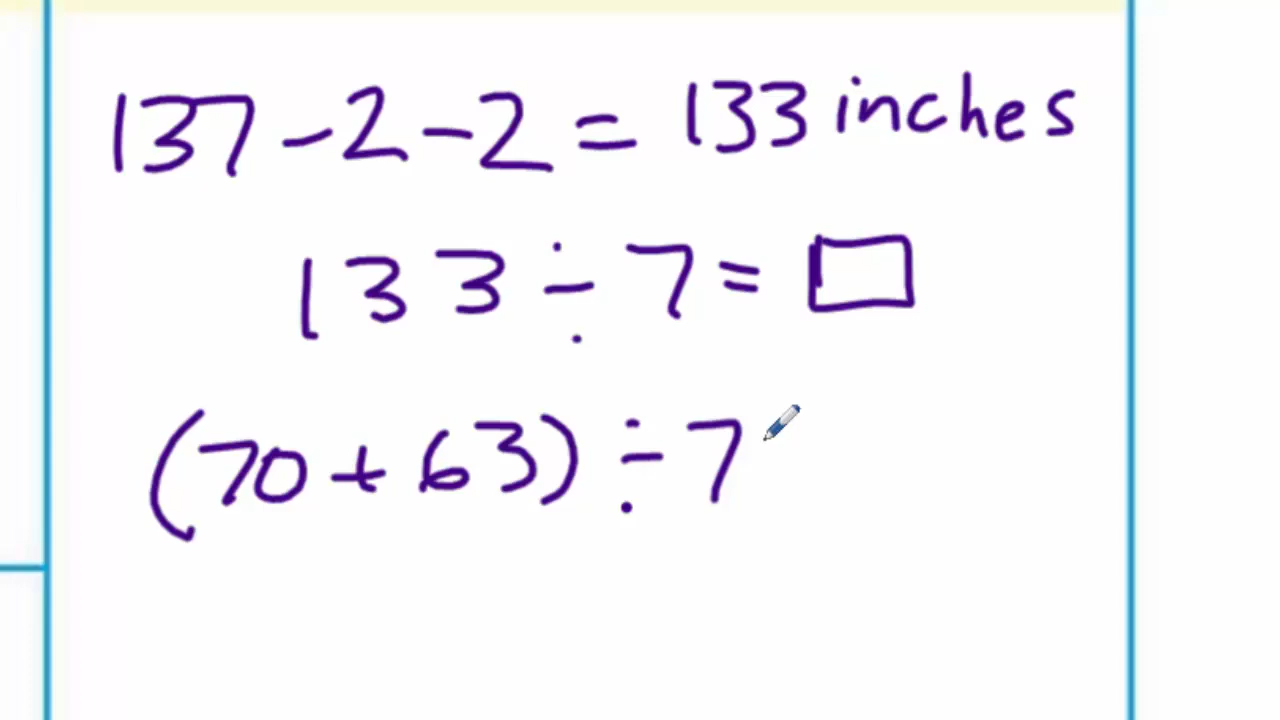 137 - 2 - 2 = 133 inches
133 ÷ 7 = □
(70 + 63) ÷ 7